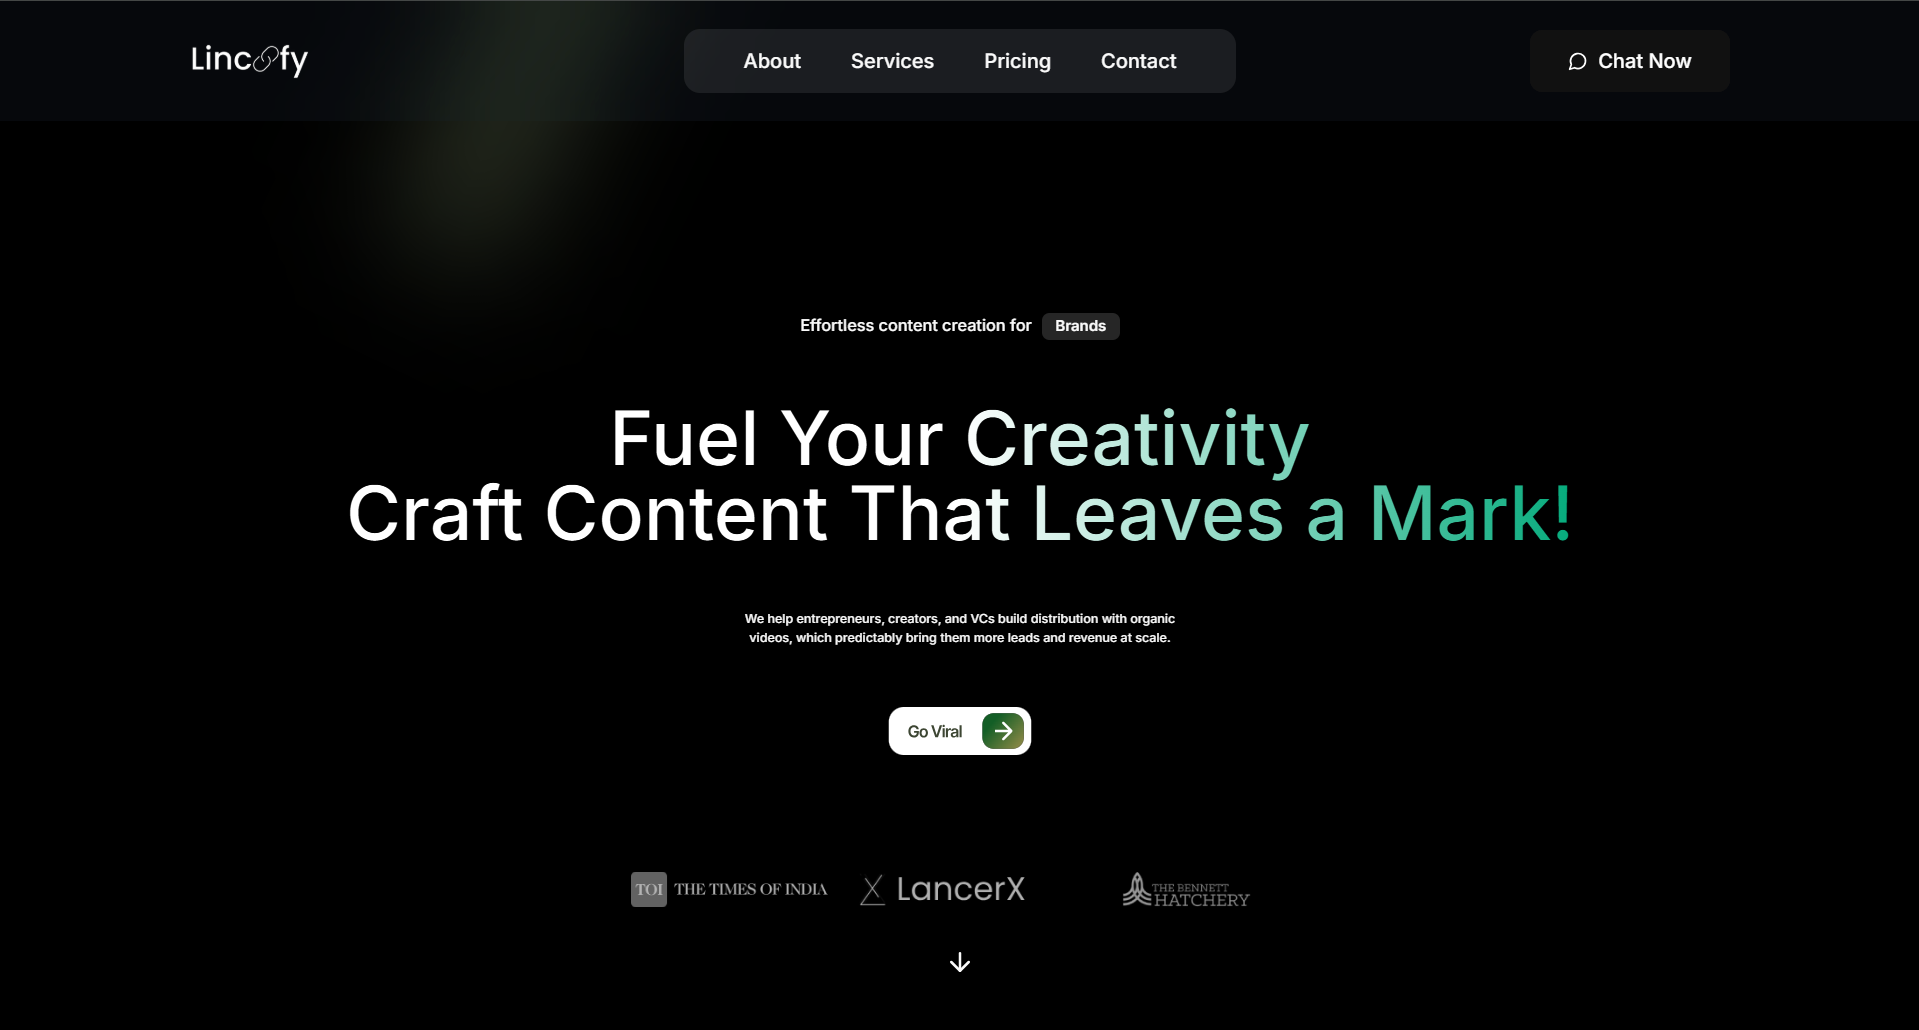 Lincofy
About Services Pricing Contact
Chat Now
Effortless content creation for Brands
Fuel Your Creativity
Craft Content That Leaves a Mark!
We help entrepreneurs, creators, and VCs build distribution with organic
videos, which predictably bring them more leads and revenue at scale.
Go Viral
TOI THE TIMES OF INDIA
LancerX
THE BENNETT
HATCHERY